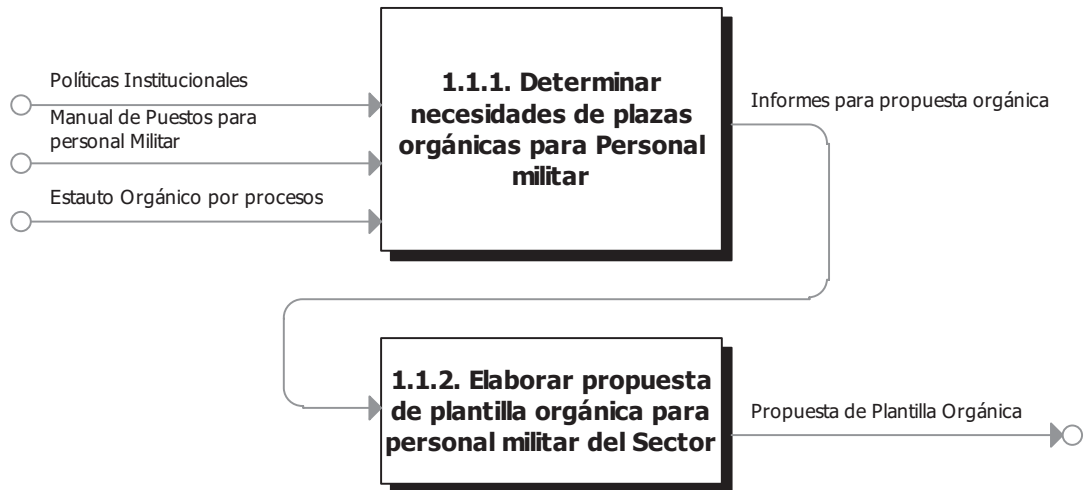 Políticas Institucionales
Manual de Puestos para
personal Militar
Estauto Orgánico por procesos
1.1.1. Determinar
necesidades de plazas
orgánicas para Personal
militar
Informes para propuesta orgánica
1.1.2. Elaborar propuesta
de plantilla orgánica para
personal militar del Sector
Propuesta de Plantilla Orgánica